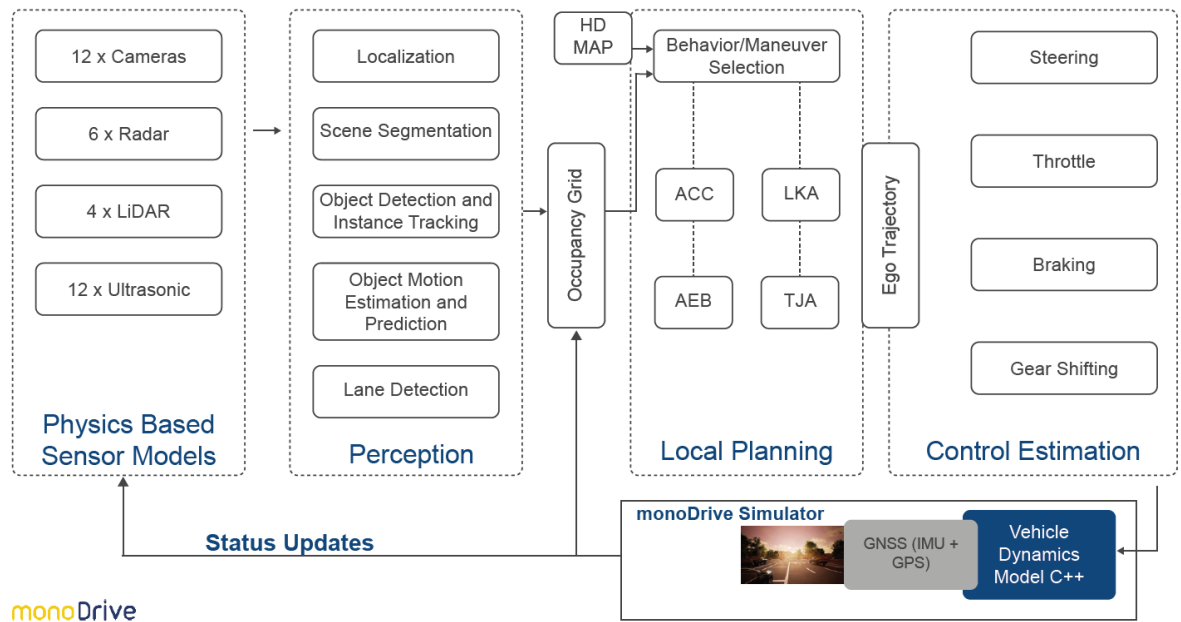 12 x Cameras
6 x Radar
4 x LiDAR
12 x Ultrasonic
Physics Based
Sensor Models
Localization
Scene Segmentation
Object Detection and
Instance Tracking
Object Motion
Estimation and
Prediction
Lane Detection
Perception
Occupancy Grid
HD
MAP
Behavior/Maneuver
Selection
ACC
LKA
AEB
TJA
Local Planning
Ego Trajectory
Steering
Throttle
Braking
Gear Shifting
Control Estimation
Status Updates
monoDrive Simulator
GNSS (IMU +
GPS)
Vehicle
Dynamics
Model C++
monoDrive